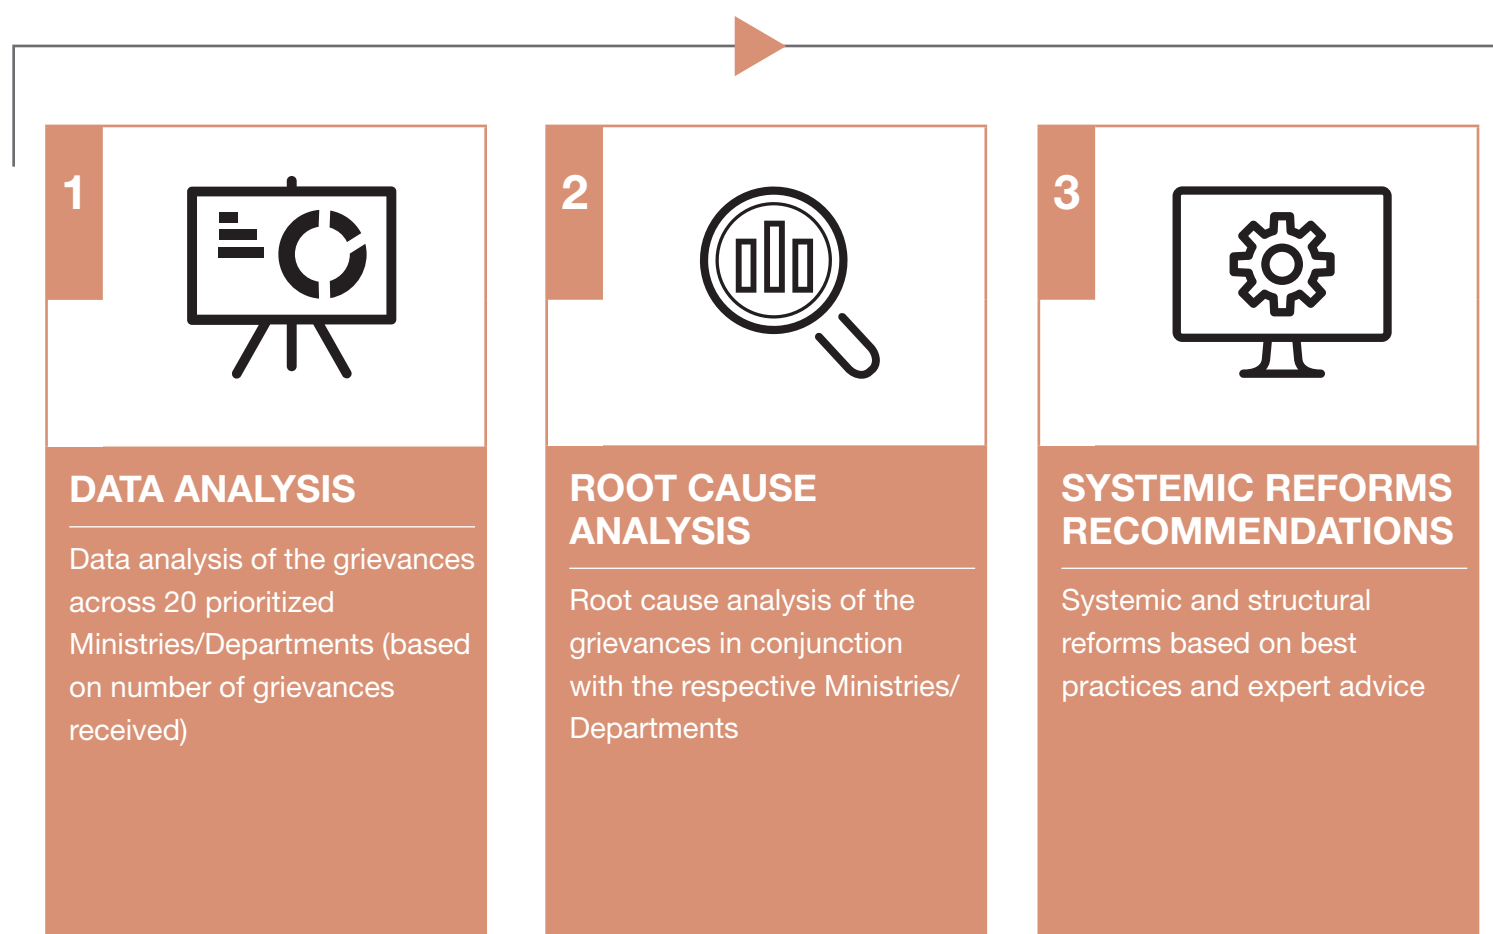 1
DATA ANALYSIS
Data analysis of the grievances
across 20 prioritized
Ministries/Departments (based
on number of grievances
received)
2
ROOT CAUSE
ANALYSIS
Root cause analysis of the
grievances in conjunction
with the respective Ministries/
Departments
3
SYSTEMIC REFORMS
RECOMMENDATIONS
Systemic and structural
reforms based on best
practices and expert advice